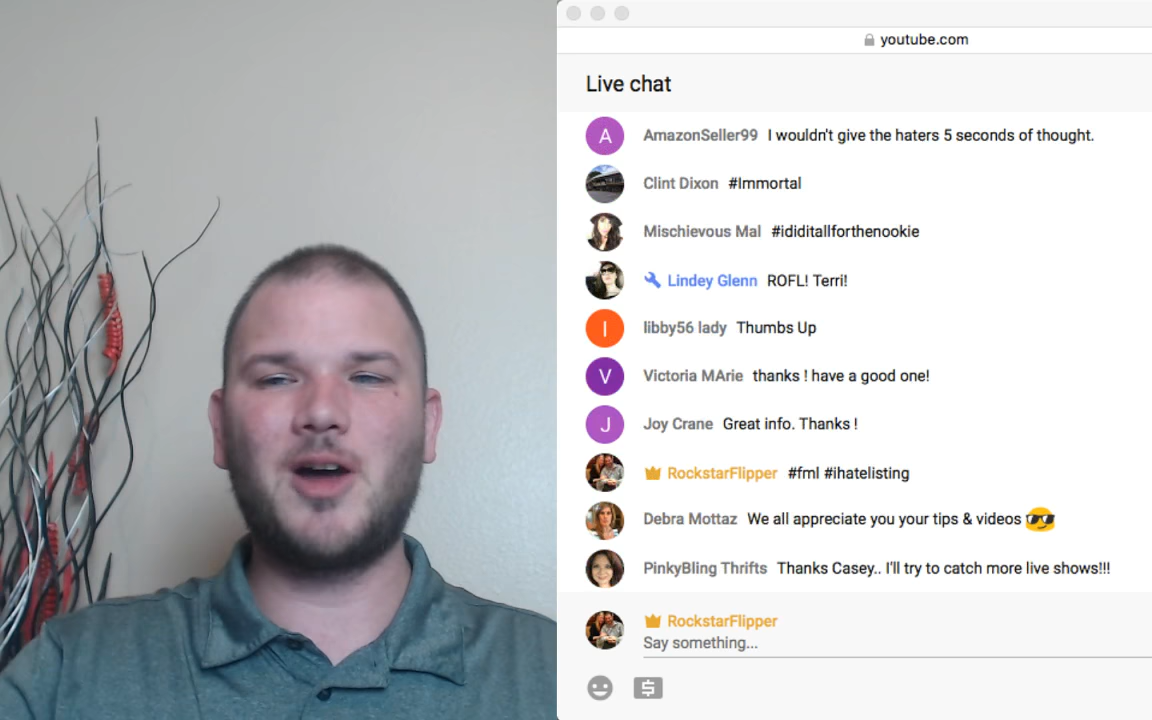 youtube.com
Live chat
A AmazonSeller99 I wouldn't give the haters 5 seconds of thought.
Clint Dixon #Immortal
Mischievous Mal #ididitallforthenookie
Lindey Glenn ROFL! Terri!
l libby56 lady Thumbs Up
V Victoria MArie thanks ! have a good one!
J Joy Crane Great info. Thanks !
RockstarFlipper #fml #ihatelisting
Debra Mottaz We all appreciate you your tips & videos 😎
PinkyBling Thrifts Thanks Casey.. I'll try to catch more live shows!!!
RockstarFlipper
Say something...
$